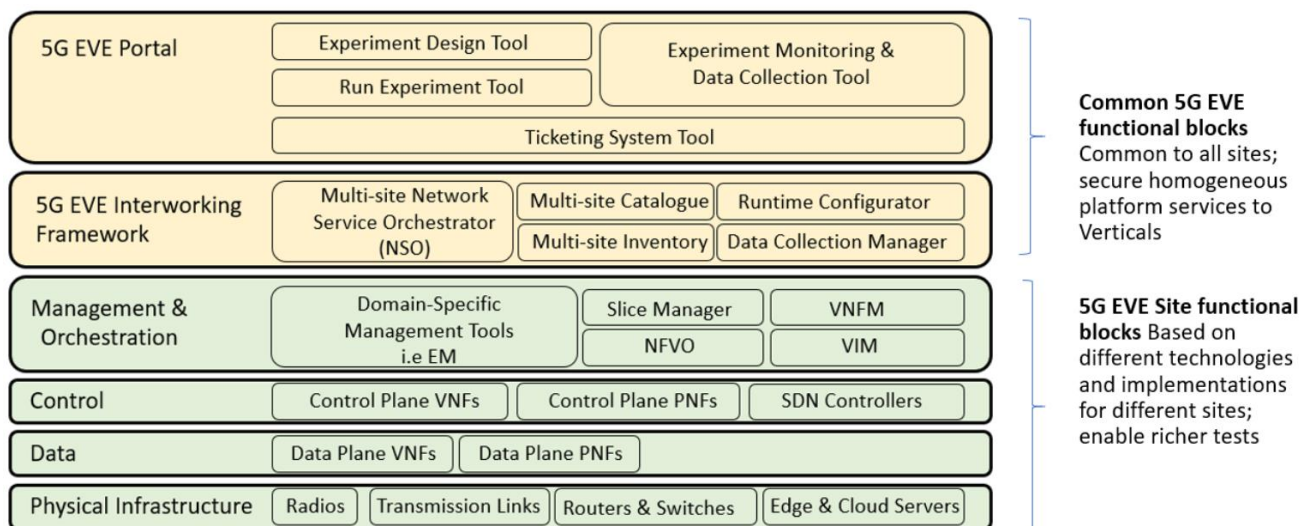 5G EVE Portal
Experiment Design Tool
Run Experiment Tool
Experiment Monitoring &
Data Collection Tool
Ticketing System Tool
5G EVE Interworking
Framework
Multi-site Network
Service Orchestrator
(NSO)
Multi-site Catalogue
Runtime Configurator
Multi-site Inventory
Data Collection Manager
Common 5G EVE
functional blocks
Common to all sites;
secure homogeneous
platform services to
Verticals
Management &
Orchestration
Domain-Specific
Management Tools
i.e EM
Slice Manager
VNFM
NFVO
VIM
Control
Control Plane VNFs
Control Plane PNFs
SDN Controllers
Data
Data Plane VNFs
Data Plane PNFs
Physical Infrastructure
Radios
Transmission Links
Routers & Switches
Edge & Cloud Servers
5G EVE Site functional
blocks Based on
different technologies
and implementations
for different sites;
enable richer tests